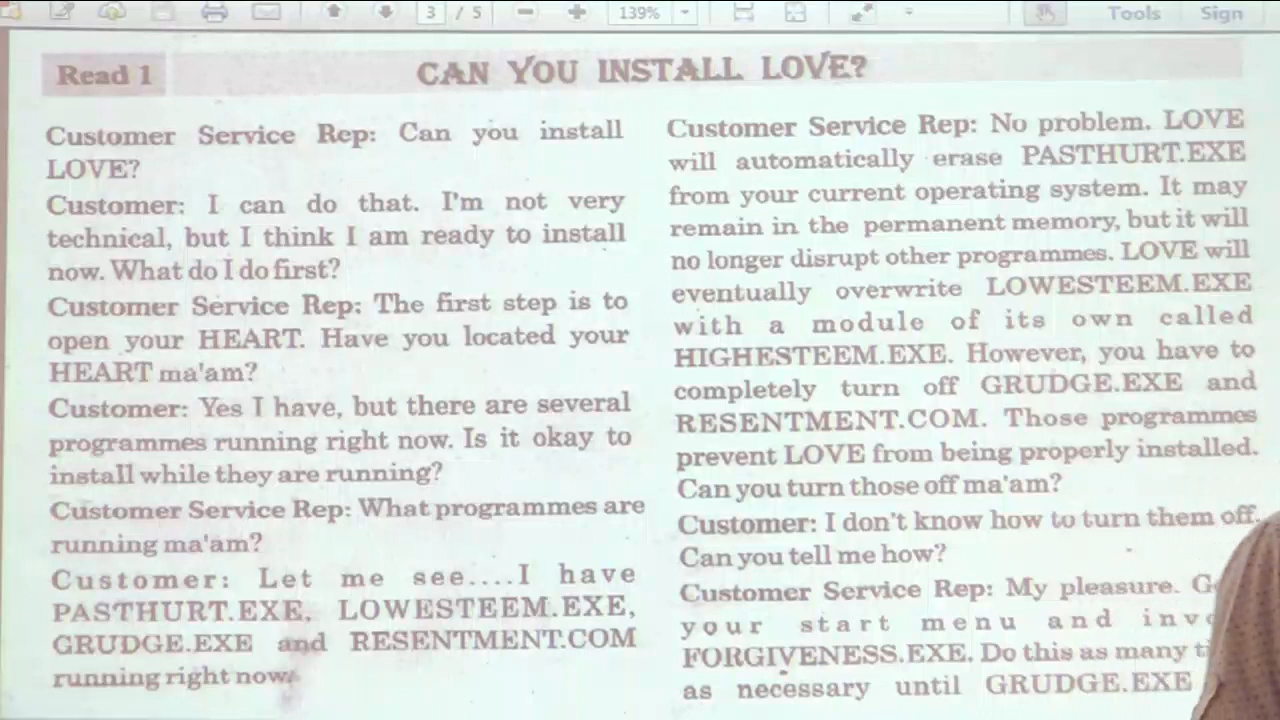 3 / 5
139%
Tools
Sign
Read 1
CAN YOU INSTALL LOVE?
Customer Service Rep: Can you install
LOVE?
Customer: I can do that. I'm not very
technical, but I think I am ready to install
now. What do I do first?
Customer Service Rep: The first step is to
open your HEART. Have you located your
HEART ma'am?
Customer: Yes I have, but there are several
programmes running right now. Is it okay to
install while they are running?
Customer Service Rep: What programmes are
running ma'am?
Customer: Let me see....I have
PASTHURT.EXE, LOWESTEEM.EXE,
GRUDGE.EXE and RESENTMENT.COM
running right now.
Customer Service Rep: No problem. LOVE
will automatically erase PASTHURT.EXE
from your current operating system. It may
remain in the permanent memory, but it will
no longer disrupt other programmes. LOVE will
eventually overwrite LOWESTEEM.EXE
with a module of its own called
HIGHESTEEM.EXE. However, you have to
completely turn off GRUDGE.EXE and
RESENTMENT.COM. Those programmes
prevent LOVE from being properly installed.
Can you turn those off ma'am?
Customer: I don't know how to turn them off.
Can you tell me how?
Customer Service Rep: My pleasure.
your start menu and
FORGIVENESS.EXE. Do this as many
as necessary until GRUDGE.EXE